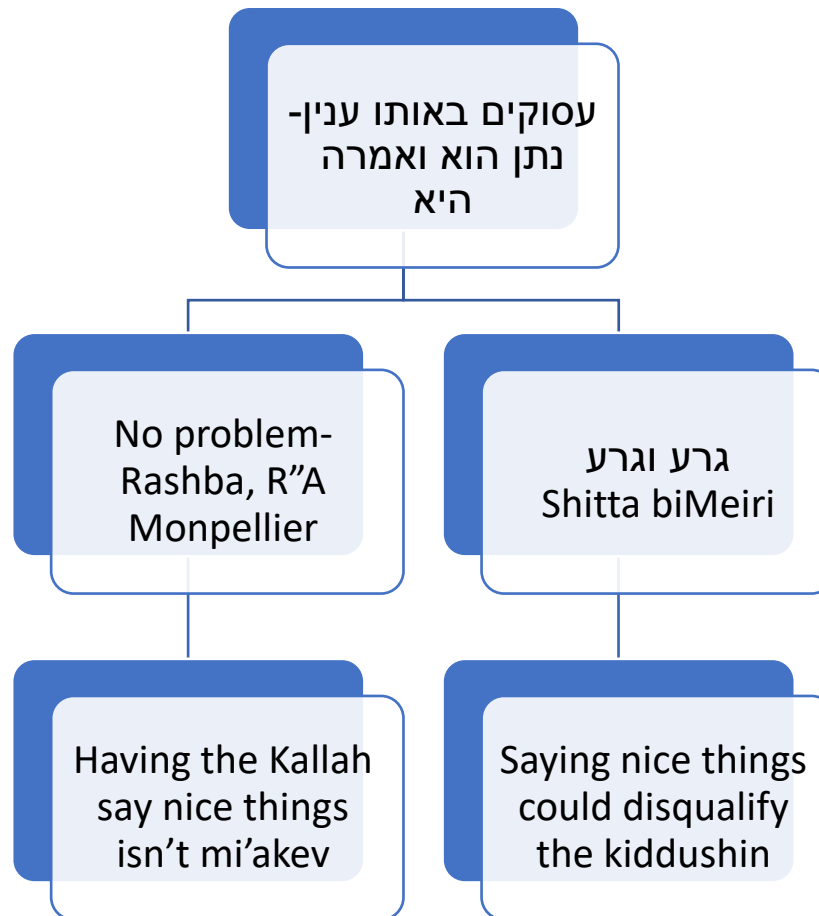 עסוקים באותו ענין-
נתן הוא ואמרה
היא
No problem-
Rashba, R”A
Monpellier
גרע וגרע
Shitta biMeiri
Having the Kallah
say nice things
isn’t mi’akev
Saying nice things
could disqualify
the kiddushin